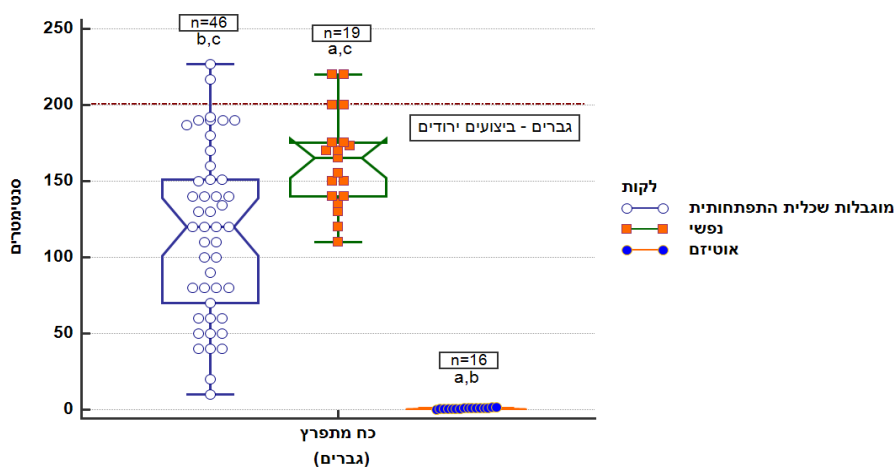 n=46
b,c
n=19
a,c
n=16
a,b
250
200
150
100
50
0
סנטימטרים
גברים - ביצועים ירודים
כח מתפרץ
(גברים)
לקות
מוגבלות שכלית התפתחותית
נפשי
אוטיזם